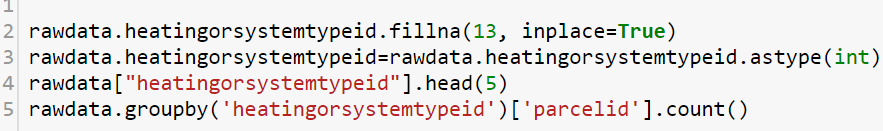 1
2 rawdata.heatingorsystemtypeid.fillna(13, inplace=True)
3 rawdata.heatingorsystemtypeid=rawdata.heatingorsystemtypeid.astype(int)
4 rawdata["heatingorsystemtypeid"].head(5)
5 rawdata.groupby('heatingorsystemtypeid')['parcelid'].count()